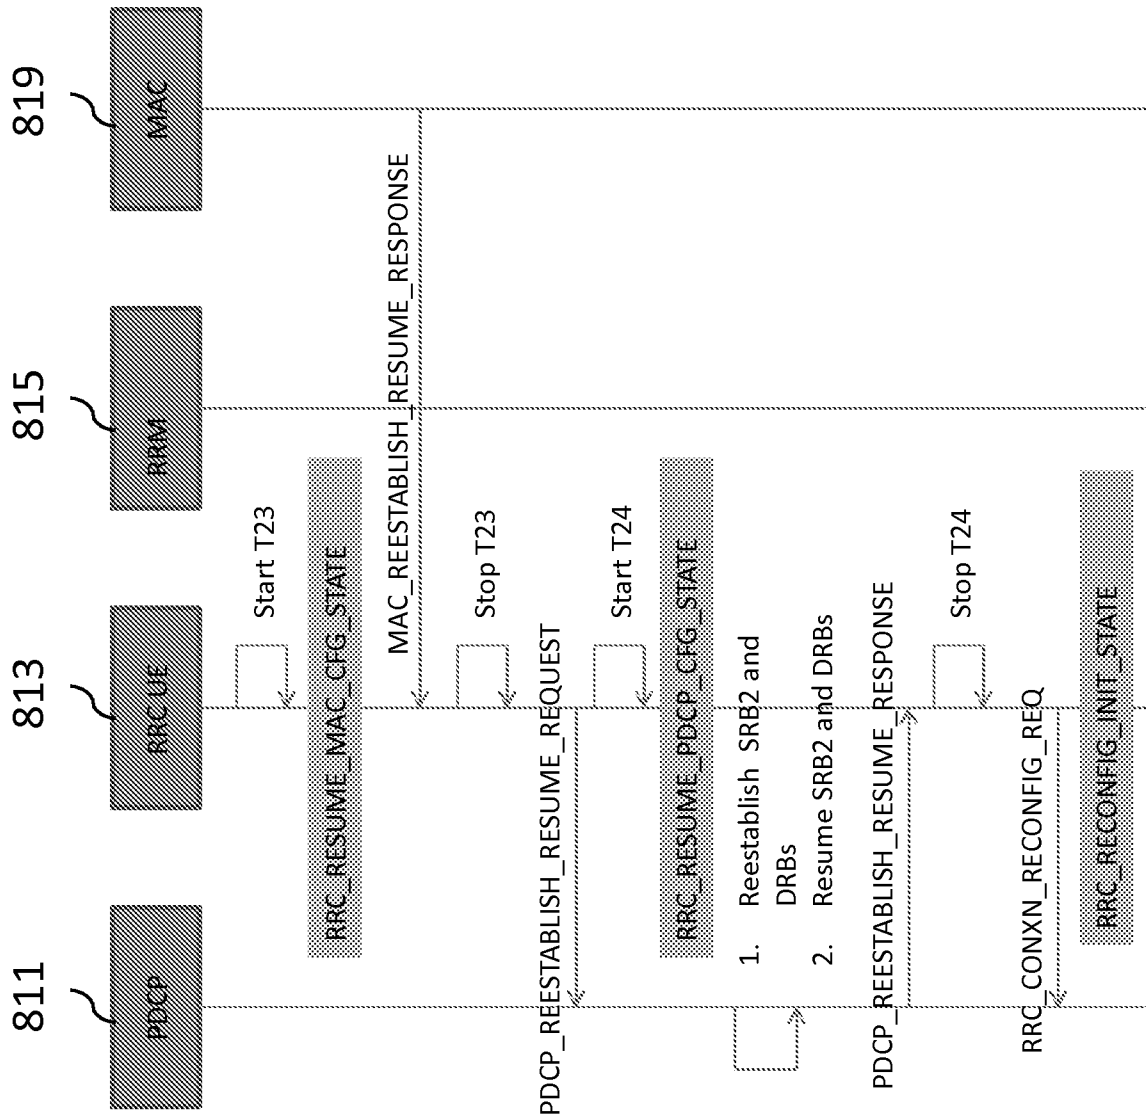 811
813
815
819
PDCP
RRC UE
RRM
MAC
Start T23
RRC_RESUME_MAC_CFG_STATE
MAC_REESTABLISH_RESUME_RESPONSE
Stop T23
PDCP_REESTABLISH_RESUME_REQUEST
Start T24
RRC_RESUME_PDCP_CFG_STATE
1. Reestablish SRB2 and
DRBs
2. Resume SRB2 and DRBs
PDCP_REESTABLISH_RESUME_RESPONSE
Stop T24
RRC_CONXN_RECONFIG_REQ
RRC_RECONFIG_INIT_STATE